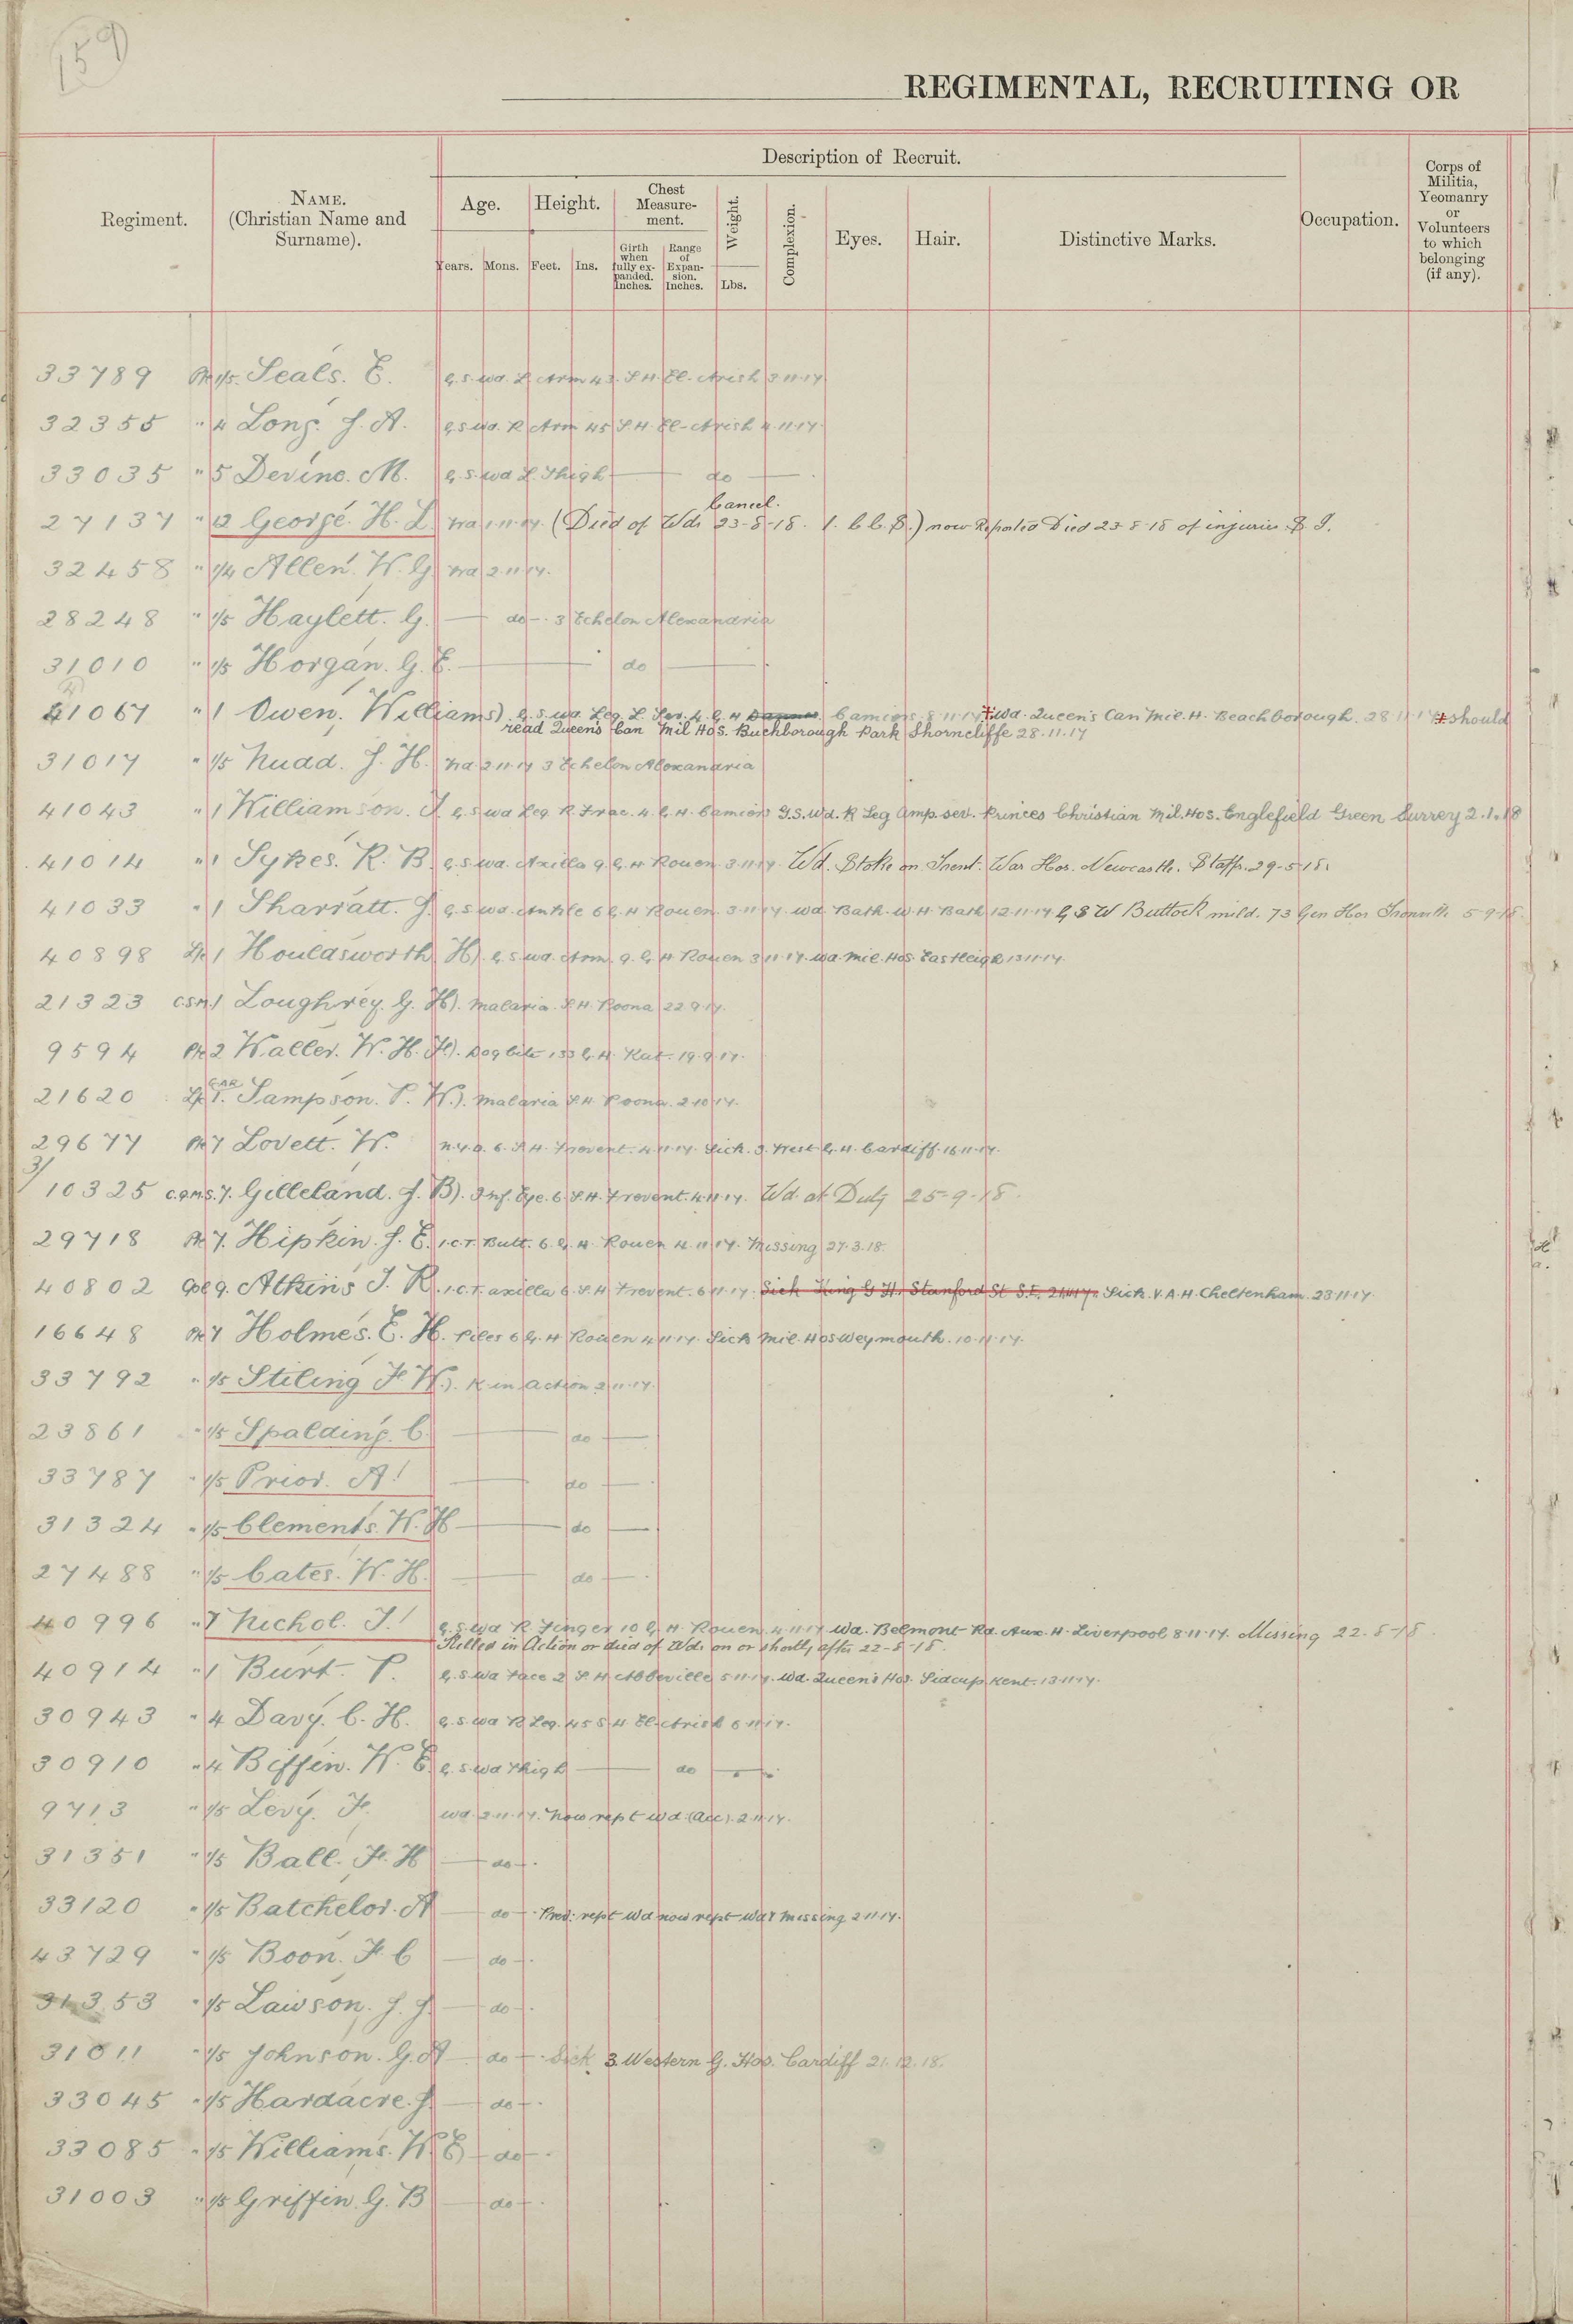 159
REGIMENTAL, RECRUITING OR
Regiment.
NAME.
(Christian Name and
Surname).
Description of Recruit.
Age.
Height.
Chest
Measure-
ment.
Weight.
Complexion.
Eyes.
Hair.
Distinctive Marks.
Occupation.
Corps of
Militia,
Yeomanry
or
Volunteers
to which
belonging
(if any).
Years.
Mons.
Feet.
Ins.
Girth
when
fully ex-
panded.
Inches.
Range
of
Expan-
sion.
Inches.
Lbs.
33789 Pte 1/5. Seals. E. G.S. wd. L Arm 43. S.H. El-Arish 3.11.17
32355 " 4 Long. J. A. G.S wd. R Arm 45 S.H. El-Arish 4.11.17.
33035 " 5 Devine. M. G.S. wd L. Thigh — do —
Cancel.
27137 " George. H. L. (Died of Wds 23-8-18. 1. C.C.S.) now Reported Died 23.8.18 of injuries
32458 " 1/4 Allen. W. G. 2.11.17.
28248 " 1/5 Haylett. G. — do —. 3 Echelon Alexandria
31010 " 1/5 Horgan. G. E. — do —
41067 " 1 Owen. Williams). G.S. wd. Leg. L. Sev. 4. G. H Camiers. 8.11.17 ‡ Wd. Queen's Can Mil. H. Beachborough. 28.11.17 ‡ should
read Queens Can Mil Hos. Buchborough Park Shorncliffe 28.11.17
31017 " 1/5 Nudd. J. H. 2.11.17 3 Echelon Alexandria
41043 " 1 Williamson. J. G.S wd Leg R. Frac. 4. G.H. Camiers G.S. Wd. R Leg Amp sev. Princes Christian Mil. Hos. Englefield Green Surrey 2.1.18
41014 " 1 Sykes. R. B. G.S wd. Axilla 9. G.H Rouen. 3.11.17. Wd. Stoke on Trent. War Hos. Newcastle. Staffs. 29-5-18.
41033 " 1 Sharratt. J. G.S wd. Ankle 6 G.H Rouen. 3.11.17. wd. Bath. W.H. Bath 12.11.17 G S W Buttock mild. 73 Gen Hos Trouville 5-9-18.
40898 1 Houldsworth H). G.S. wd. Arm. 9. G.H Rouen 3.11.17. wd. Mil. Hos. Eastleigh 13.11.17.
21323 CSM.1 Loughrey. G. H). Malaria. S.H. Poona 22.9.17.
9594 Pte 2 Waller. W. H. H). Dog bite 133 G.H. 19.9.17.
21620 Sampson. P. W.). Malaria S.H. Poona. 2.10.17.
29677 Pte 7 Lovett. W. N.Y.D. 6. S.H. Frevent. 4.11.17. Sick. 3. West G.H. Cardiff. 16.11.17.
3/
10325 C.Q.M.S. 7. Gilleland. J. B). Inf. Eye. 6. S.H. Frevent. 4.11.17. Wd. at Duty 25-9-18.
29718 Pte 7. Hipkin. J. E. I.C.T. Butt. 6. G.H. Rouen 4.11.17. Missing 27.3.18.
40802 Cpl 9. Atkins J. R. I.C.T. axilla 6. S.H Frevent. 6.11.17. Sick King G H. Stamford St S.E. Sick. V.A.H. Cheltenham. 23.11.17.
16648 Pte 7 Holmes. E. H. Piles 6 G.H Rouen 4.11.17. Sick Mil. Hos Weymouth. 10.11.17.
33792 " 1/5 Stiling F. W.). K in action 2.11.17.
23861 " 1/5 Spalding. C. — do —
33787 " 1/5 Prior. A. — do —.
31324 " 1/5 Clements. W. H — do —
27488 " 1/5 Cates. W. H. — do —.
40996 " 7 Nichol. J. G.S. wd R Finger 10 G.H. Rouen. 4.11.17 Wd. Belmont Rd. Aux. H. Liverpool 8.11.17. Missing 22-8-18.
Killed in Action or died of Wds on or shortly after 22-8-18.
40914 " 1 Burt. P. G.S. wd Face 2 S.H Abbeville 5.11.17. wd. Queen's Hos. Sidcup Kent. 13.11.17.
30943 " 4 Davy. C. H. G.S. wd R Leg. 45 S H El-Arish 6.11.17.
30910 " 4 Biffin. W. E. G.S wd Thigh — do —
9713 " 1/5 Levy. F. wd. 2.11.17. now rept wd. (Acc). 2.11.17.
31351 " 1/5 Ball. F. H — do —.
33120 " 1/5 Batchelor. A — do —. Prev: rept wd now rept wd & missing 2.11.17.
43729 " 1/5 Boon. F C — do —.
31353 " 1/5 Lawson. J. J. — do —.
31011 " 1/5 Johnson. G. A — do —. Sick 3. Western G. Hos. Cardiff 21.12.18.
33045 " 1/5 Hardacre. J. — do —.
33085 " 1/5 Williams. W. E — do —.
31003 " 1/5 Griffin. G. B — do —.